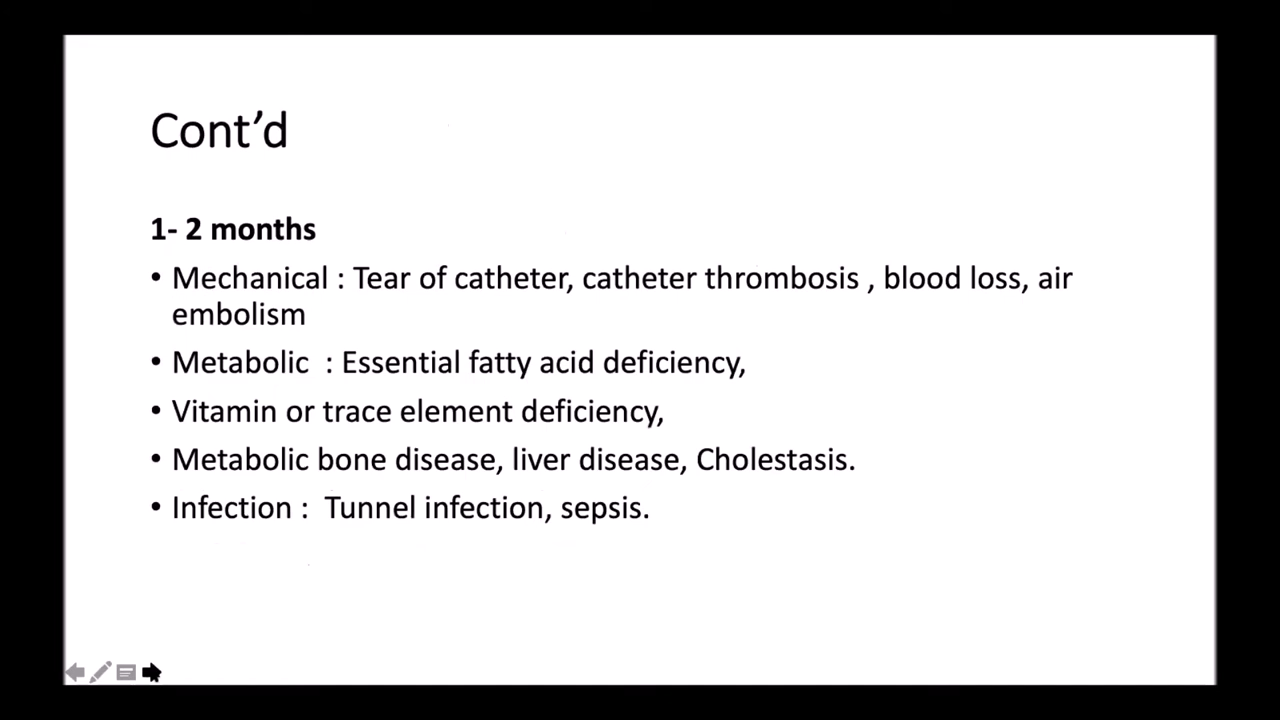 Cont’d
1- 2 months
• Mechanical : Tear of catheter, catheter thrombosis , blood loss, air
embolism
• Metabolic  : Essential fatty acid deficiency,
• Vitamin or trace element deficiency,
• Metabolic bone disease, liver disease, Cholestasis.
• Infection :  Tunnel infection, sepsis.